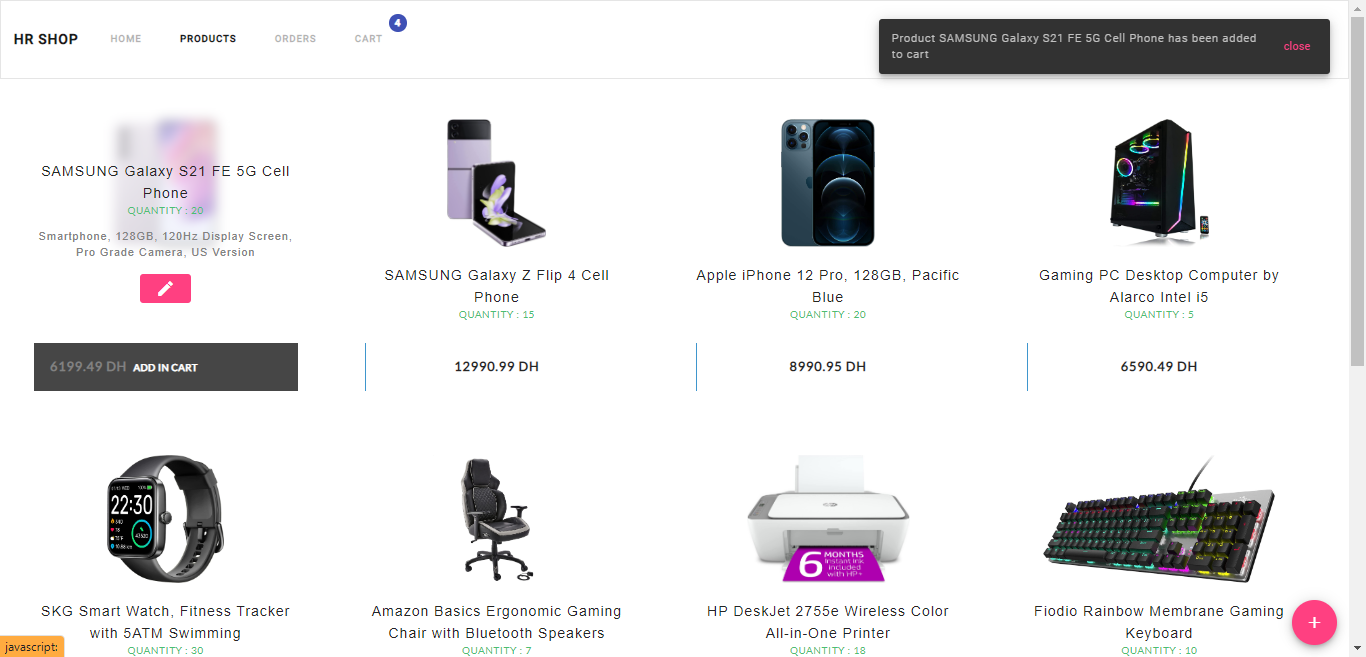 HR SHOP HOME PRODUCTS ORDERS CART 4
Product SAMSUNG Galaxy S21 FE 5G Cell Phone has been added
to cart
close
SAMSUNG Galaxy S21 FE 5G Cell
Phone
QUANTITY : 20
Smartphone, 128GB, 120Hz Display Screen,
Pro Grade Camera, US Version
6199.49 DH ADD IN CART
SAMSUNG Galaxy Z Flip 4 Cell
Phone
QUANTITY : 15
12990.99 DH
Apple iPhone 12 Pro, 128GB, Pacific
Blue
QUANTITY : 20
8990.95 DH
Gaming PC Desktop Computer by
Alarco Intel i5
QUANTITY : 5
6590.49 DH
22:30
SKG Smart Watch, Fitness Tracker
with 5ATM Swimming
QUANTITY : 30
Amazon Basics Ergonomic Gaming
Chair with Bluetooth Speakers
QUANTITY : 7
hp
6 MONTHS
Instant Ink
included
with HP+
HP DeskJet 2755e Wireless Color
All-in-One Printer
QUANTITY : 18
Fiodio Rainbow Membrane Gaming
Keyboard
QUANTITY : 10
+
javascript: